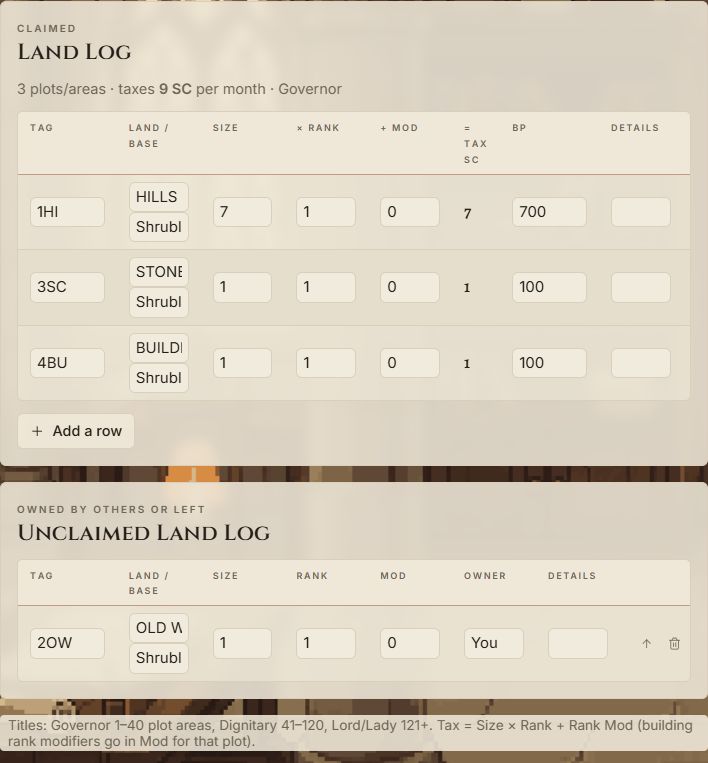 CLAIMED
LAND LOG
3 plots/areas · taxes 9 SC per month · Governor
TAG LAND / BASE SIZE × RANK + MOD = TAX SC BP DETAILS
1HI HILLS 7 1 0 7 700
Shrubl
3SC STONE 1 1 0 1 100
Shrubl
4BU BUILDI 1 1 0 1 100
Shrubl
+ Add a row
OWNED BY OTHERS OR LEFT
UNCLAIMED LAND LOG
TAG LAND / BASE SIZE RANK MOD OWNER DETAILS
2OW OLD W 1 1 0 You
Shrubl
Titles: Governor 1–40 plot areas, Dignitary 41–120, Lord/Lady 121+. Tax = Size × Rank + Rank Mod (building
rank modifiers go in Mod for that plot).